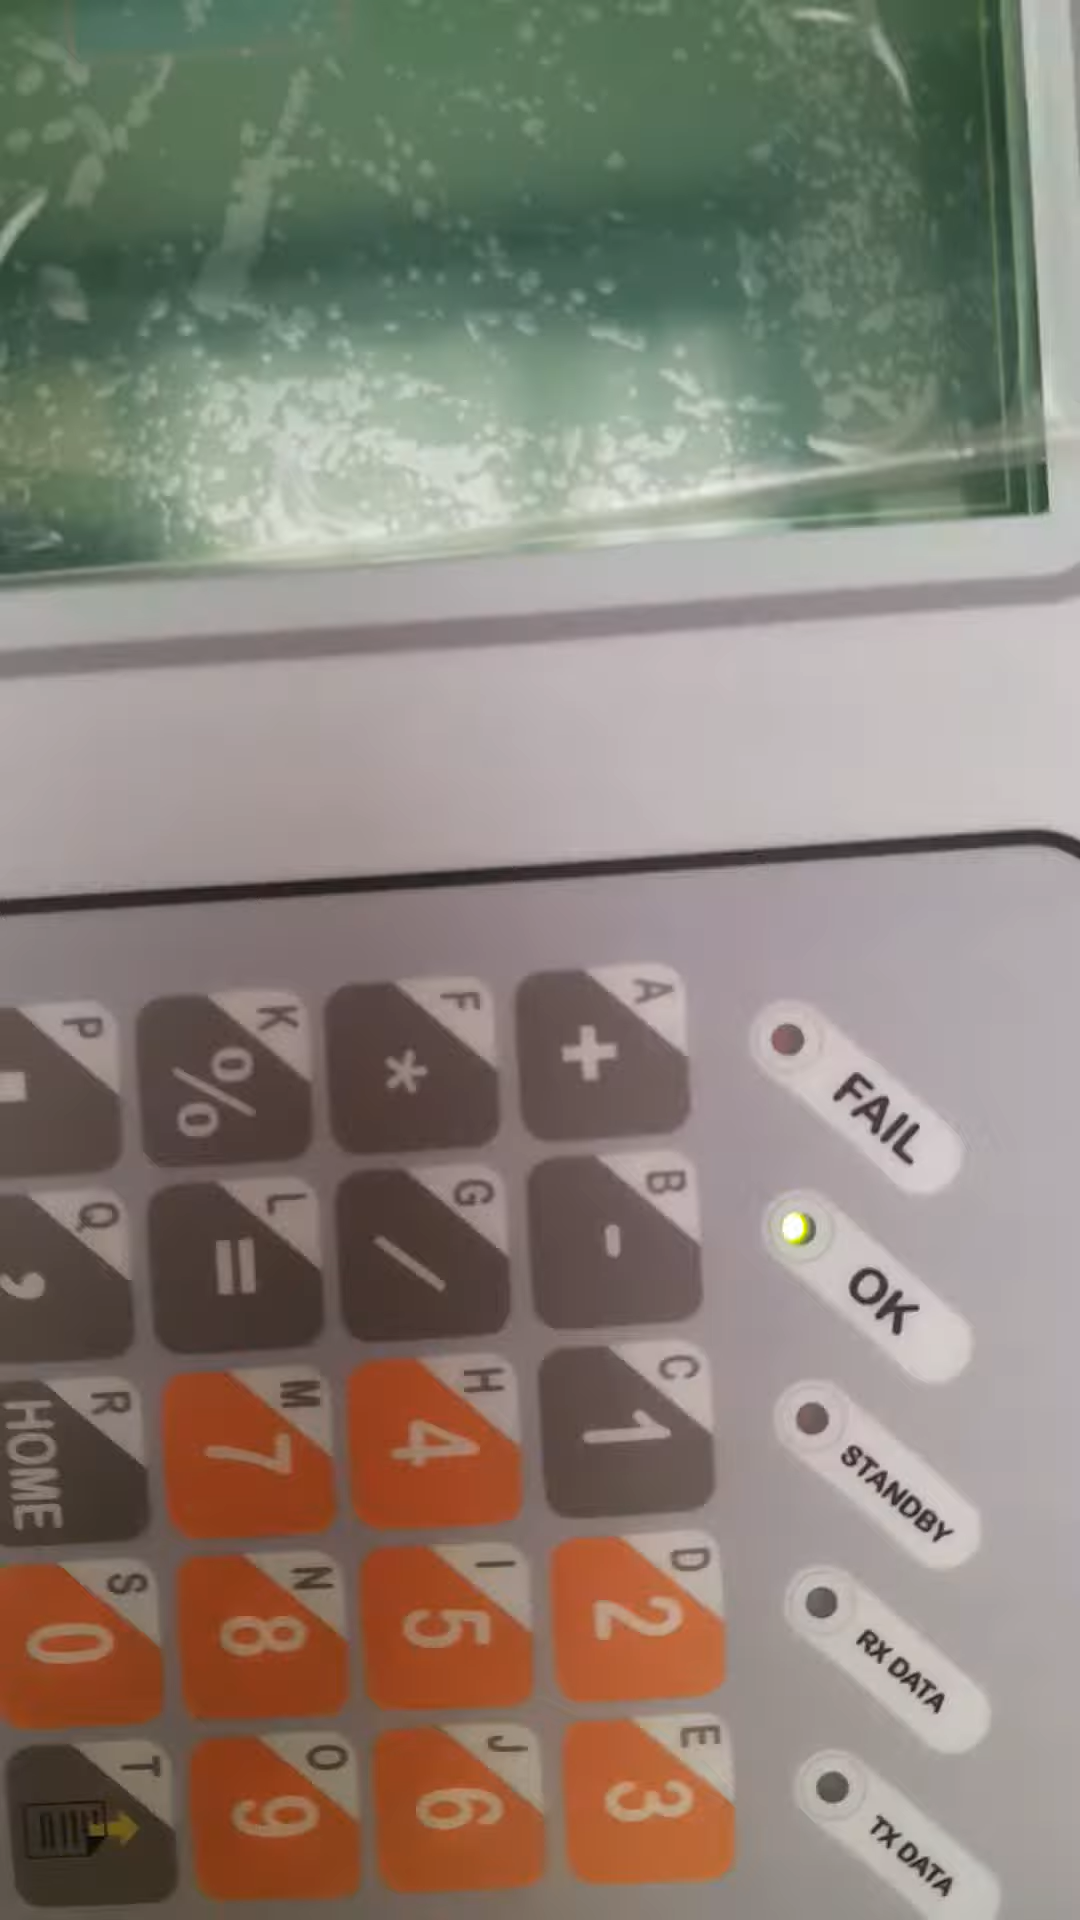 FAIL
OK
STANDBY
RX DATA
TX DATA
A B C D E
+ - 1 2 3
F G H I J
* / 4 5 6
K L M N O
% = 7 8 9
P Q R S T
. , HOME 0